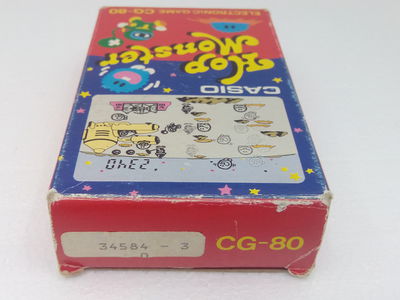 ELECTRONIC GAME CG-80
Hop
Monster
CASIO
34584 - 3
D
CG-80